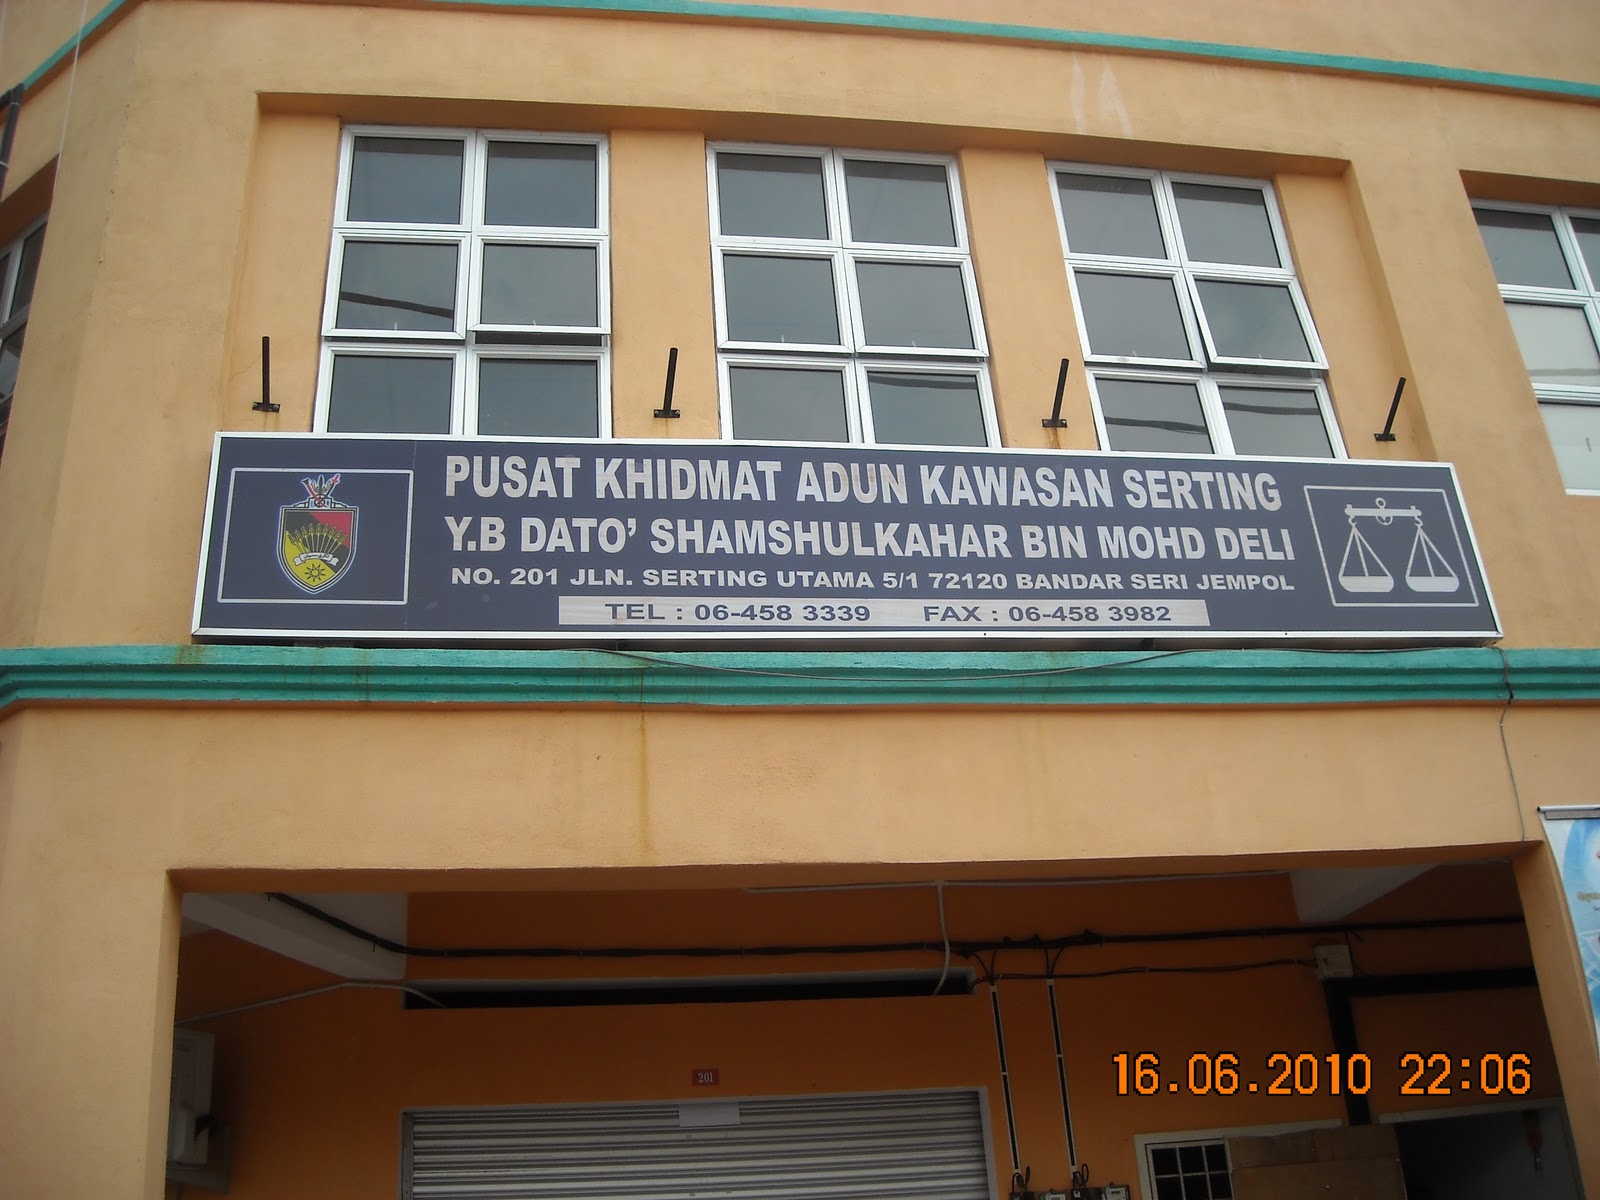 PUSAT KHIDMAT ADUN KAWASAN SERTING
Y.B DATO' SHAMSHULKAHAR BIN MOHD DELI
NO. 201 JLN. SERTING UTAMA 5/1 72120 BANDAR SERI JEMPOL
TEL : 06-458 3339 FAX : 06-458 3982
201
16.06.2010 22:06